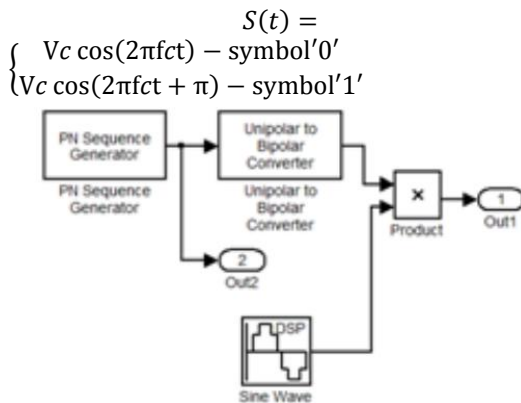 S(t) =
{ Vc cos(2πfct) − symbol′0′
Vc cos(2πfct + π) − symbol′1′
PN Sequence
Generator
PN Sequence
Generator
Unipolar to
Bipolar
Converter
Unipolar to
Bipolar
Converter
×
Product
1
Out1
2
Out2
DSP
Sine Wave